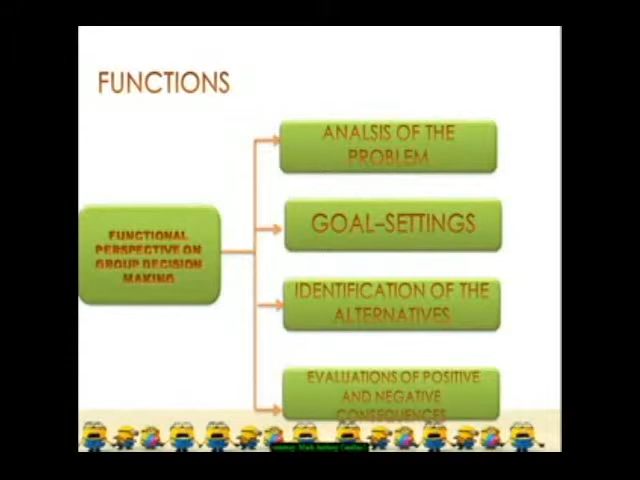 FUNCTIONS
ANALSIS OF THE
PROBLEM
GOAL-SETTINGS
FUNCTIONAL
PERSPECTIVE ON
GROUP DECISION
MAKING
IDENTIFICATION OF THE
ALTERNATIVES
EVALUATIONS OF POSITIVE
AND NEGATIVE
CONSEQUENCES